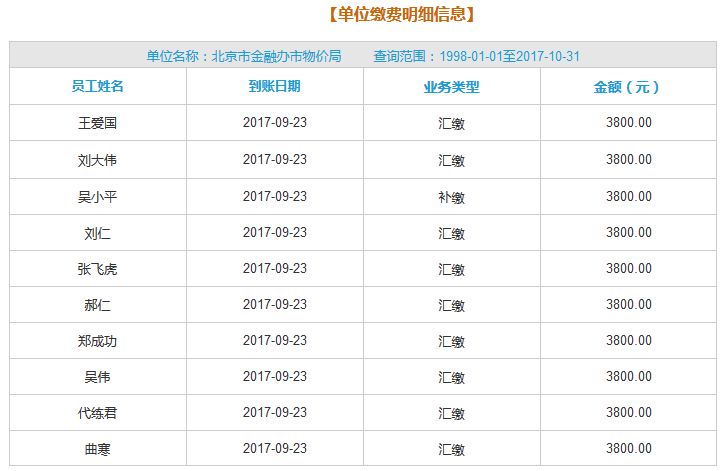 【单位缴费明细信息】
单位名称：北京市金融办市物价局 查询范围：1998-01-01至2017-10-31
员工姓名 到账日期 业务类型 金额（元）
王爱国 2017-09-23 汇缴 3800.00
刘大伟 2017-09-23 汇缴 3800.00
吴小平 2017-09-23 补缴 3800.00
刘仁 2017-09-23 汇缴 3800.00
张飞虎 2017-09-23 汇缴 3800.00
郝仁 2017-09-23 汇缴 3800.00
郑成功 2017-09-23 汇缴 3800.00
吴伟 2017-09-23 汇缴 3800.00
代练君 2017-09-23 汇缴 3800.00
曲寒 2017-09-23 汇缴 3800.00